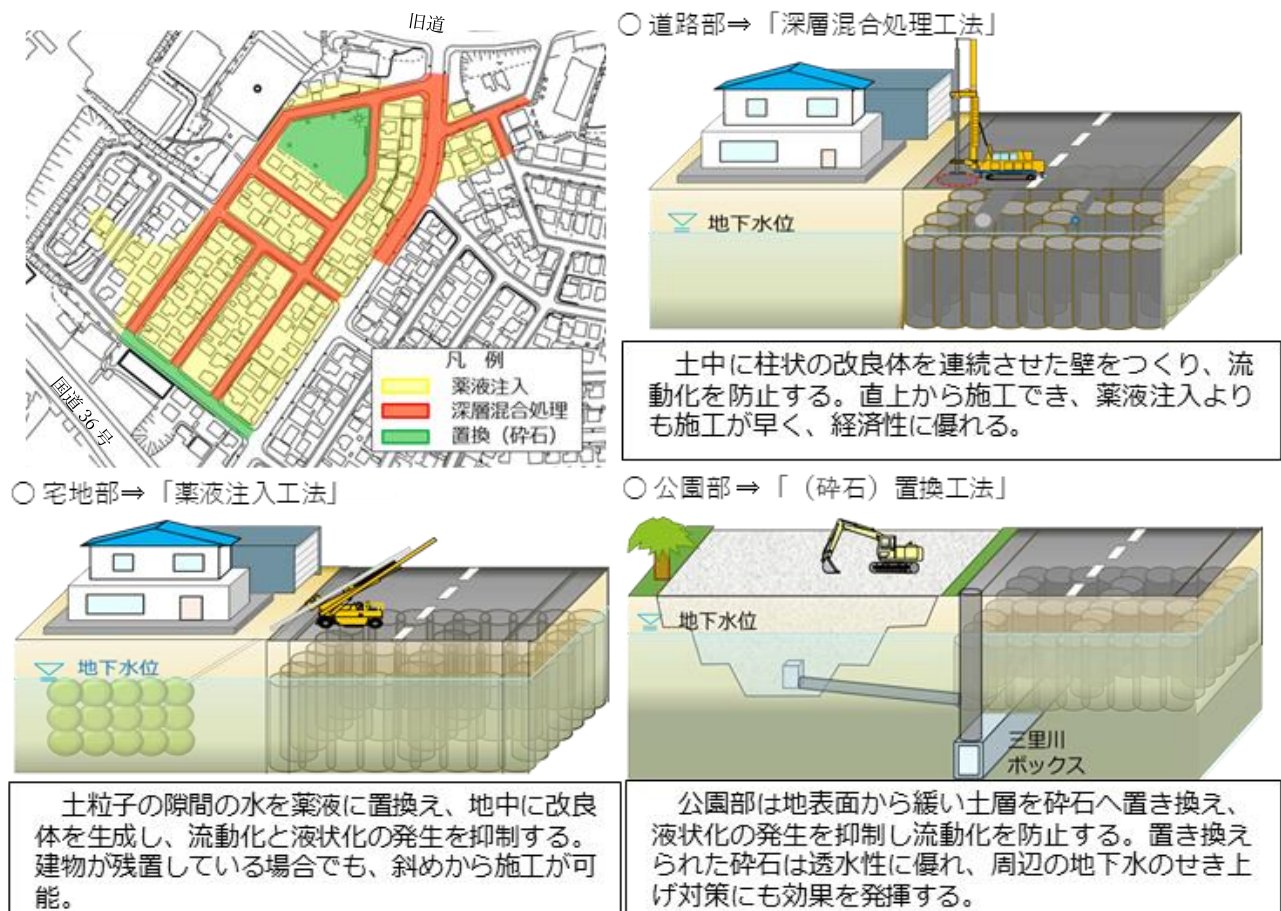 旧道
国道36号
凡 例
薬液注入
深層混合処理
置換（砕石）
○ 道路部⇒「深層混合処理工法」
地下水位
土中に柱状の改良体を連続させた壁をつくり、流
動化を防止する。直上から施工でき、薬液注入より
も施工が早く、経済性に優れる。
○ 宅地部⇒「薬液注入工法」
地下水位
土粒子の隙間の水を薬液に置換え、地中に改良
体を生成し、流動化と液状化の発生を抑制する。
建物が残置している場合でも、斜めから施工が可
能。
○ 公園部⇒「（砕石）置換工法」
地下水位
三里川
ボックス
公園部は地表面から緩い土層を砕石へ置き換え、
液状化の発生を抑制し流動化を防止する。置き換え
られた砕石は透水性に優れ、周辺の地下水のせき上
げ対策にも効果を発揮する。